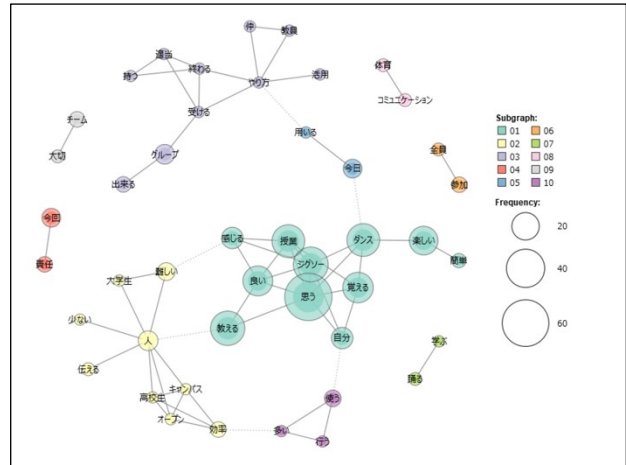 仲
教員
適当
持つ
終わる
やり方
活用
体育
コミュニケーション
受ける
チーム
大切
グループ
出来る
用いる
今日
全員
参加
今回
責任
感じる
授業
ダンス
楽しい
簡単
ジグソー
良い
思う
覚える
大学生
難しい
少ない
人
教える
自分
伝える
高校生
キャンパス
オープン
効率
使う
多い
行う
学ぶ
踊る
Subgraph:
01 06
02 07
03 08
04 09
05 10
Frequency:
20
40
60